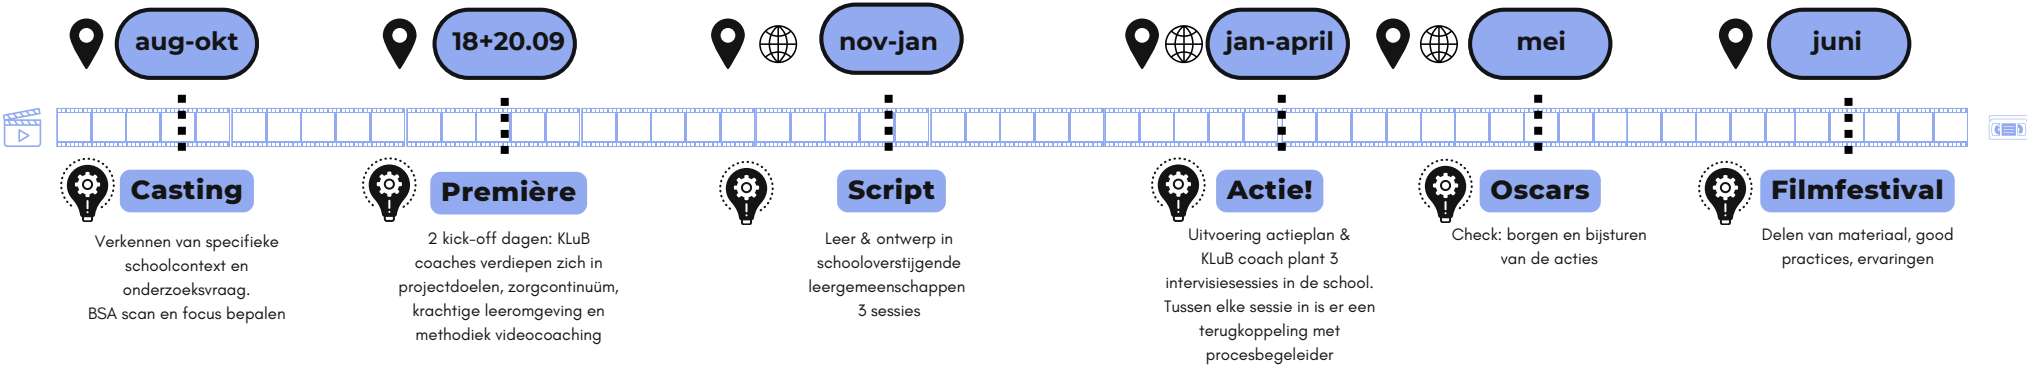 aug-okt
18+20.09
nov-jan
jan-april
mei
juni
Casting
Verkennen van specifieke
schoolcontext en
onderzoeksvraag.
BSA scan en focus bepalen
Première
2 kick-off dagen: KLuB
coaches verdiepen zich in
projectdoelen, zorgcontinuüm,
krachtige leeromgeving en
methodiek videocoaching
Script
Leer & ontwerp in
schooloverstijgende
leergemeenschappen
3 sessies
Actie!
Uitvoering actieplan &
KLuB coach plant 3
intervisiesessies in de school.
Tussen elke sessie in is er een
terugkoppeling met
procesbegeleider
Oscars
Check: borgen en bijsturen
van de acties
Filmfestival
Delen van materiaal, good
practices, ervaringen